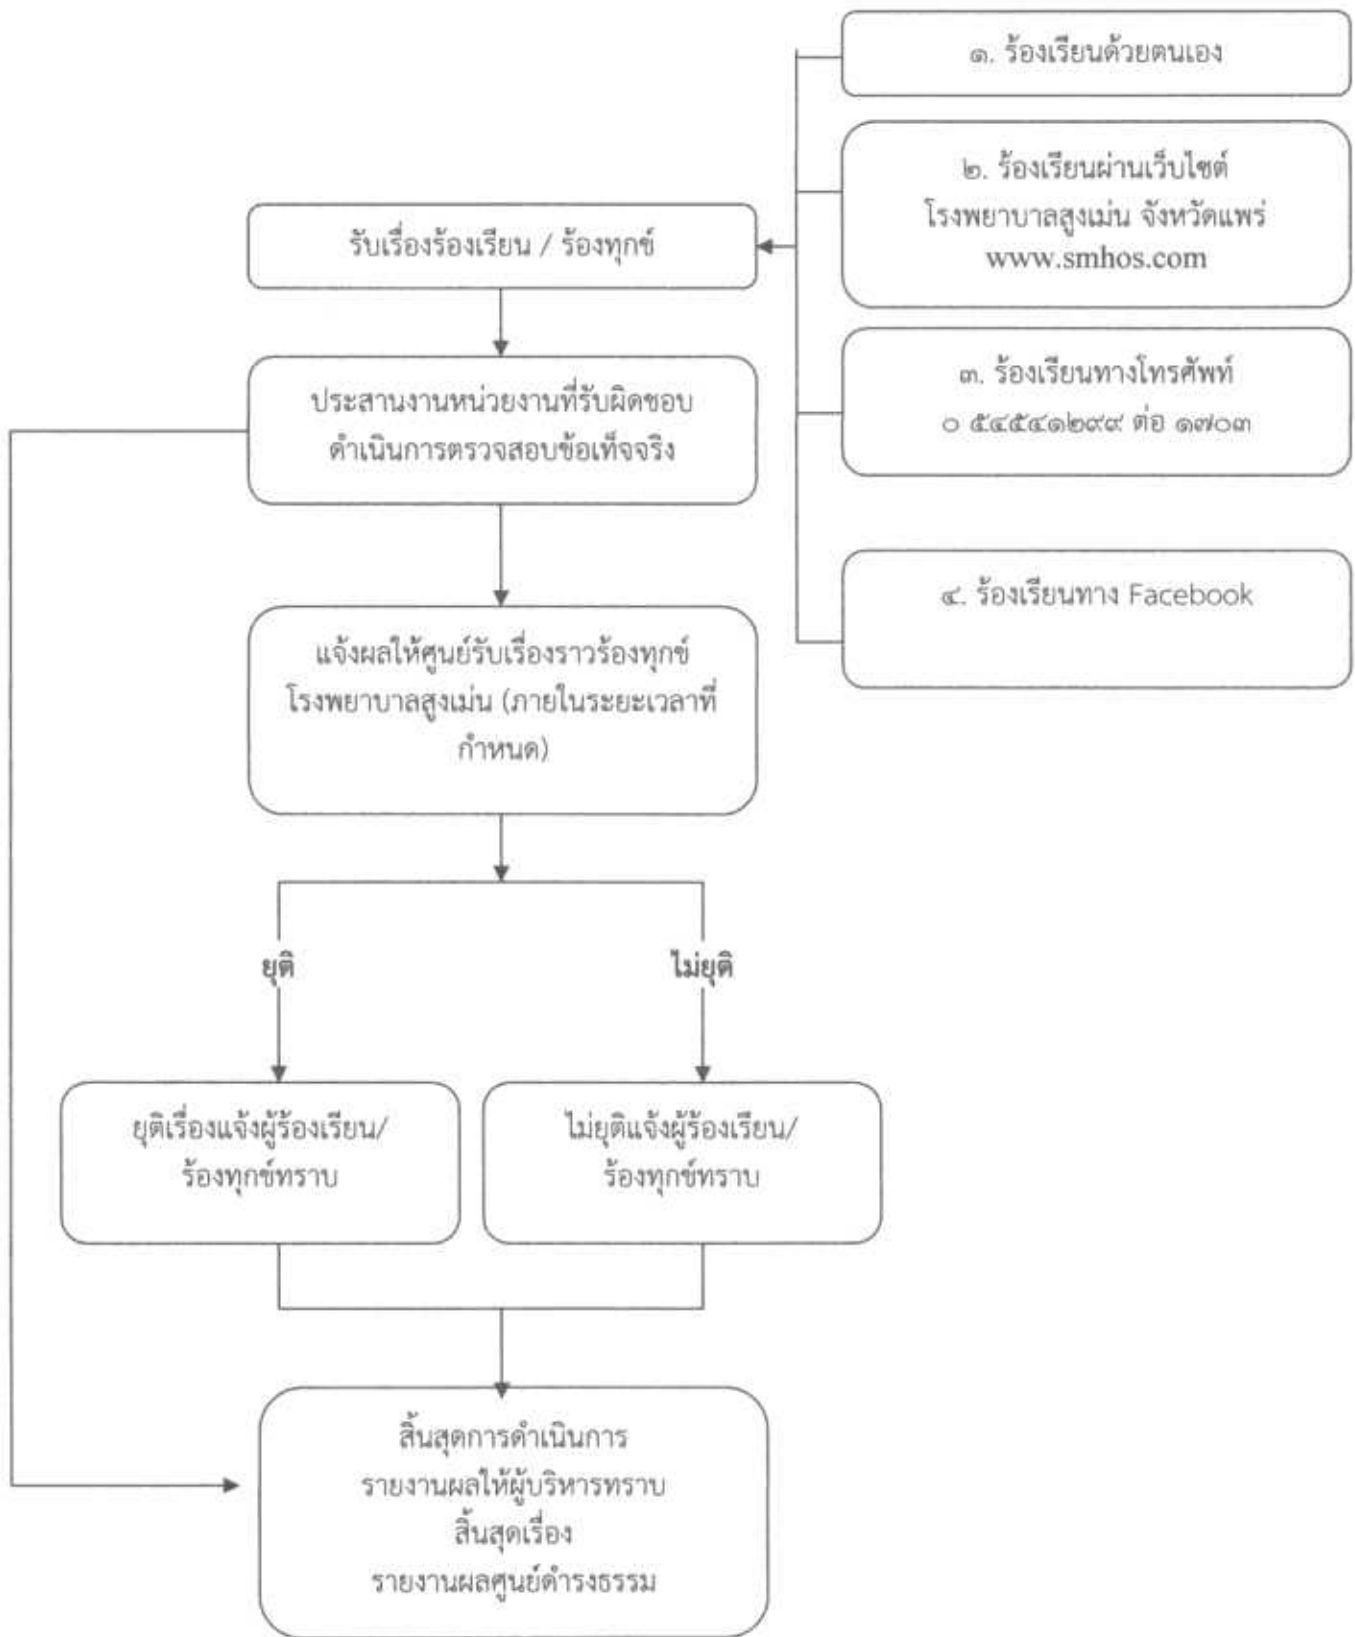 ๑. ร้องเรียนด้วยตนเอง
๒. ร้องเรียนผ่านเว็บไซต์
โรงพยาบาลสูงเม่น จังหวัดแพร่
www.smhos.com
๓. ร้องเรียนทางโทรศัพท์
๐ ๕๔๕๔๑๒๙๙ ต่อ ๑๗๐๓
๔. ร้องเรียนทาง Facebook
รับเรื่องร้องเรียน / ร้องทุกข์
ประสานงานหน่วยงานที่รับผิดชอบ
ดำเนินการตรวจสอบข้อเท็จจริง
แจ้งผลให้ศูนย์รับเรื่องราวร้องทุกข์
โรงพยาบาลสูงเม่น (ภายในระยะเวลาที่
กำหนด)
ยุติ
ไม่ยุติ
ยุติเรื่องแจ้งผู้ร้องเรียน/
ร้องทุกข์ทราบ
ไม่ยุติแจ้งผู้ร้องเรียน/
ร้องทุกข์ทราบ
สิ้นสุดการดำเนินการ
รายงานผลให้ผู้บริหารทราบ
สิ้นสุดเรื่อง
รายงานผลศูนย์ดำรงธรรม